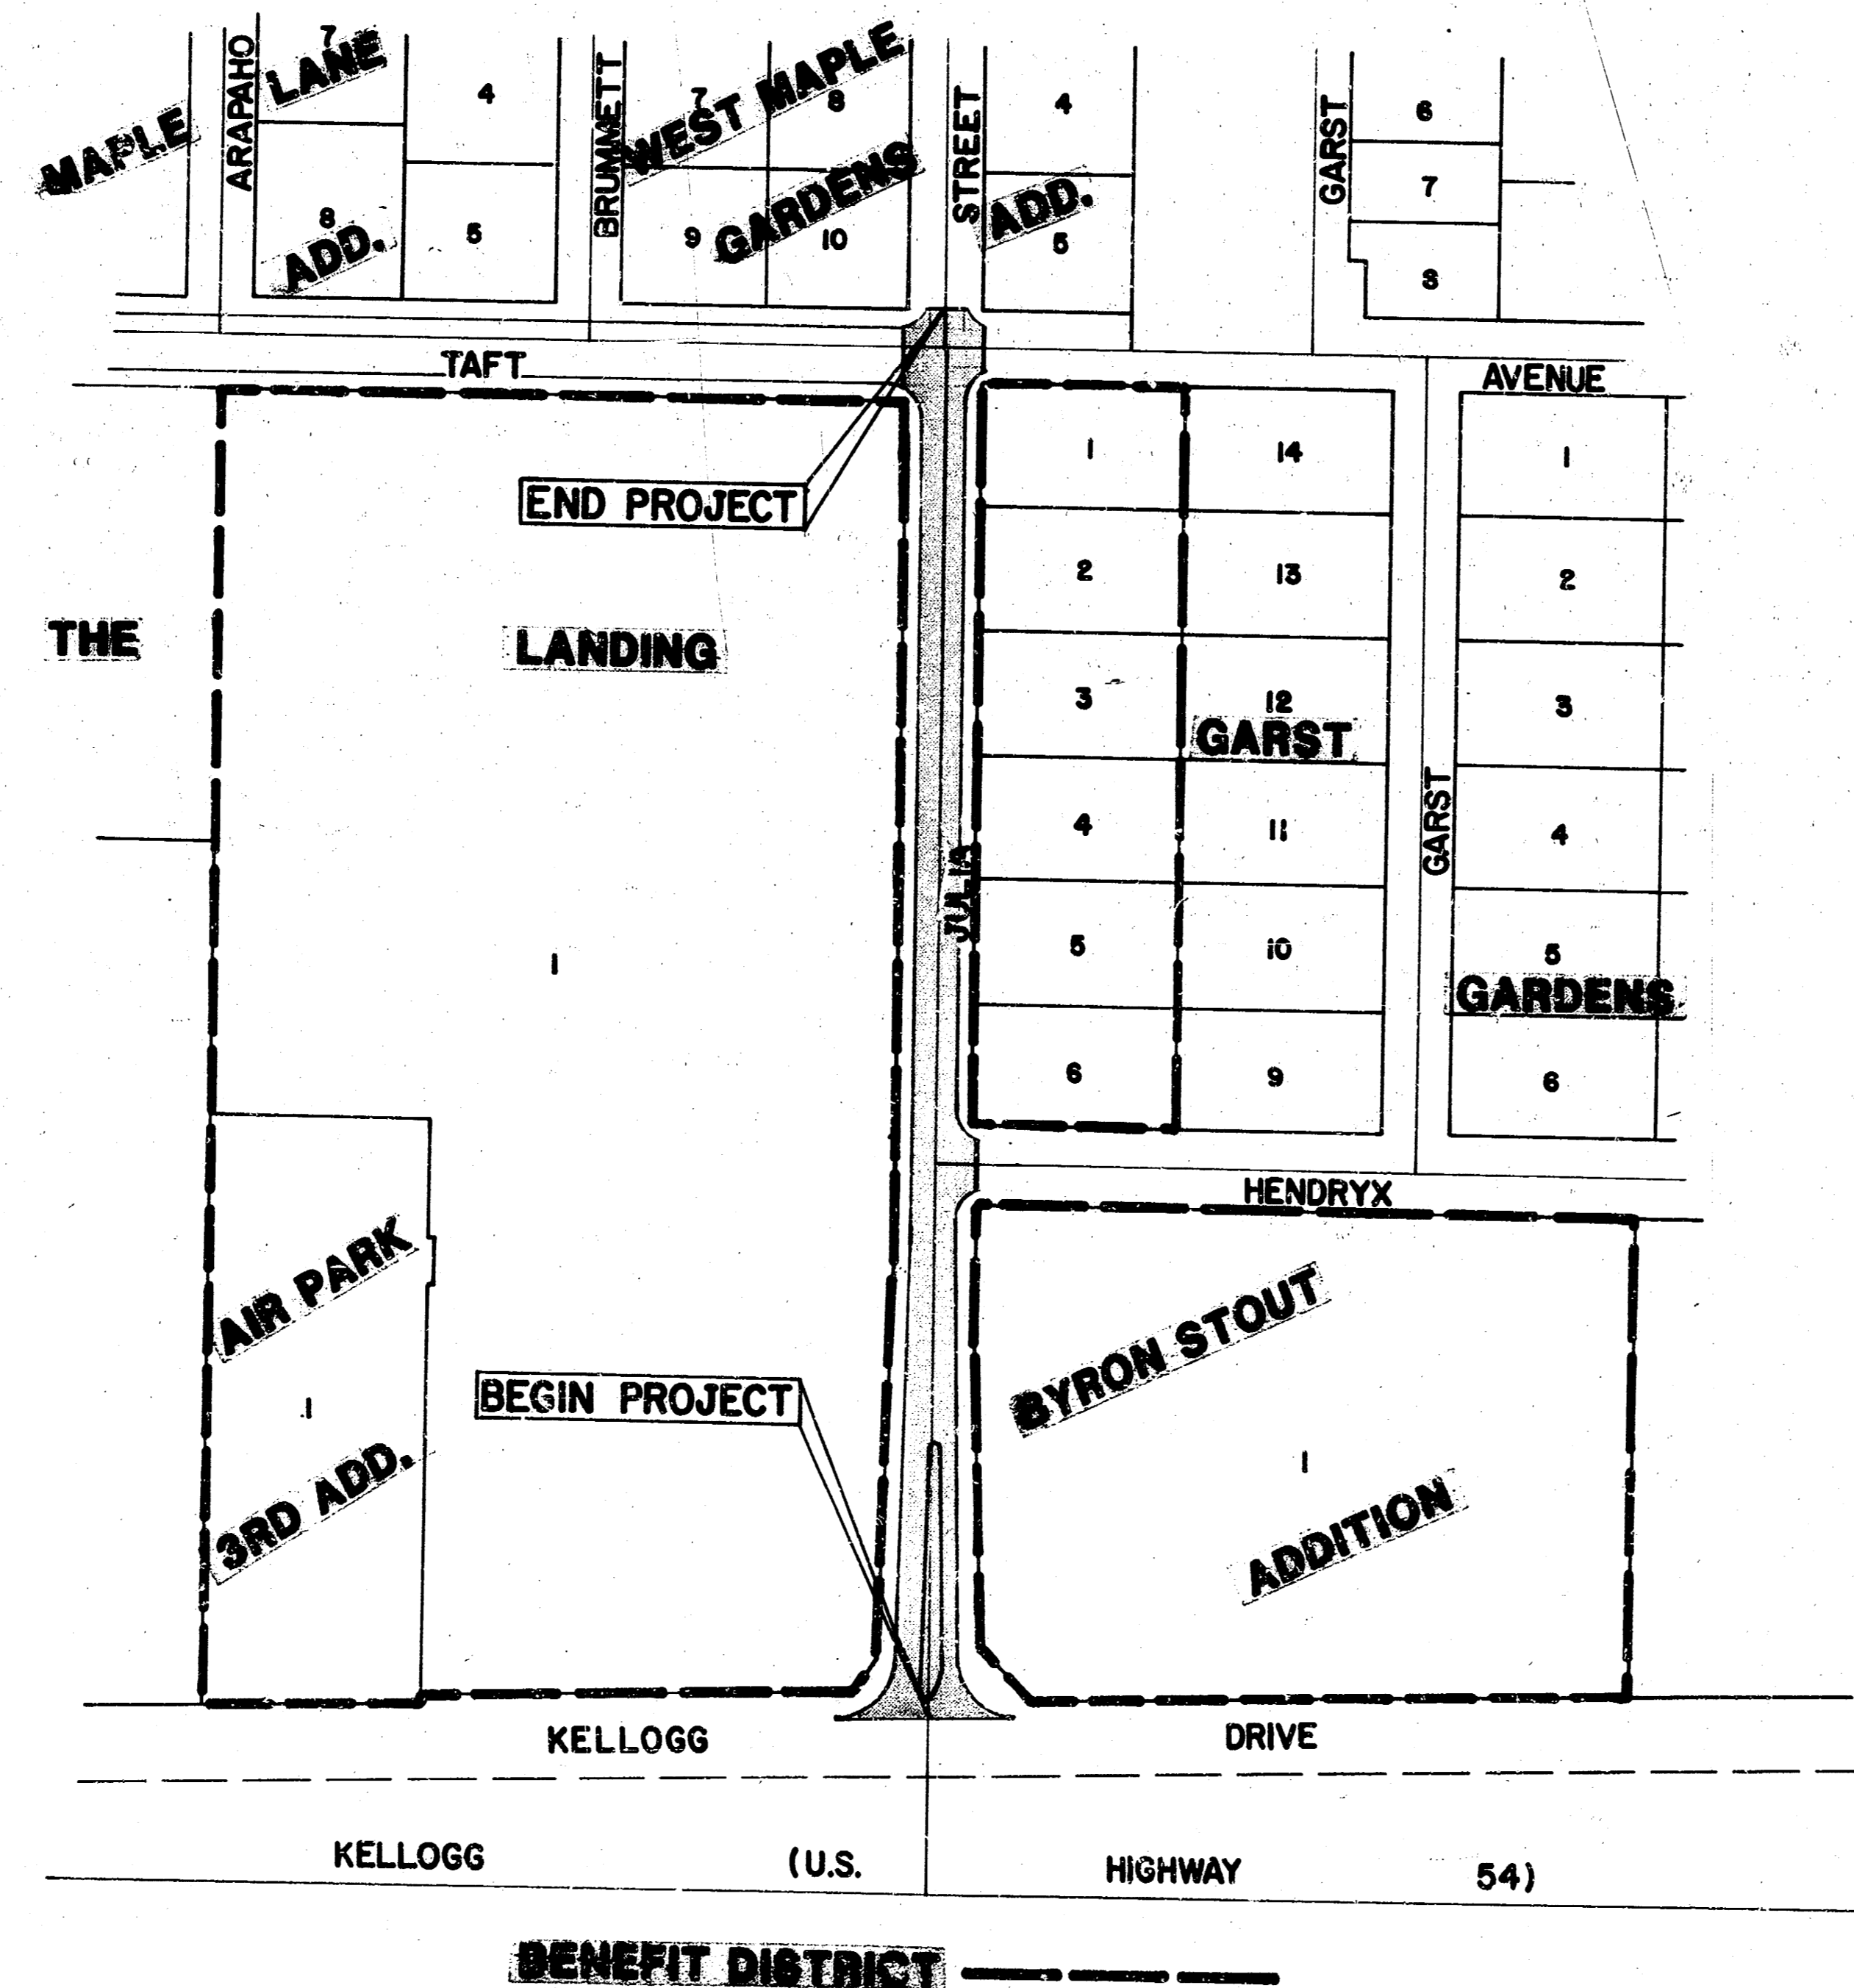 MAPLE
LANE
ADD.
ARAPAHO
7
8
4
5
BRUMMETT
WEST MAPLE
GARDENS
ADD.
7
8
9
10
STREET
4
5
GARST
6
7
8
TAFT
AVENUE
END PROJECT
THE
LANDING
1
JULIA
1
2
3
4
5
6
14
13
12
11
10
9
GARST
GARDENS
GARST
1
2
3
4
5
6
HENDRYX
AIR PARK
1
3RD ADD.
BEGIN PROJECT
BYRON STOUT
1
ADDITION
KELLOGG DRIVE
KELLOGG (U.S. HIGHWAY 54)
BENEFIT DISTRICT